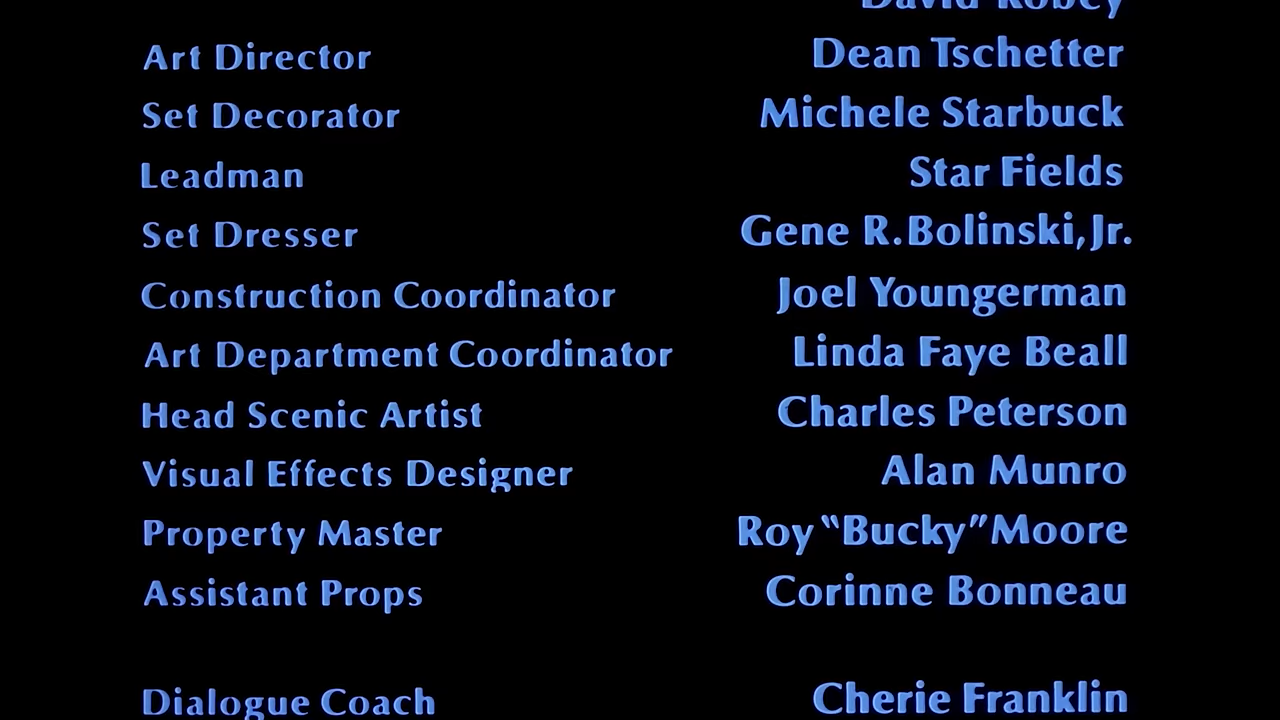 David Robey
Art Director Dean Tschetter
Set Decorator Michele Starbuck
Leadman Star Fields
Set Dresser Gene R. Bolinski, Jr.
Construction Coordinator Joel Youngerman
Art Department Coordinator Linda Faye Beall
Head Scenic Artist Charles Peterson
Visual Effects Designer Alan Munro
Property Master Roy “Bucky” Moore
Assistant Props Corinne Bonneau
Dialogue Coach Cherie Franklin